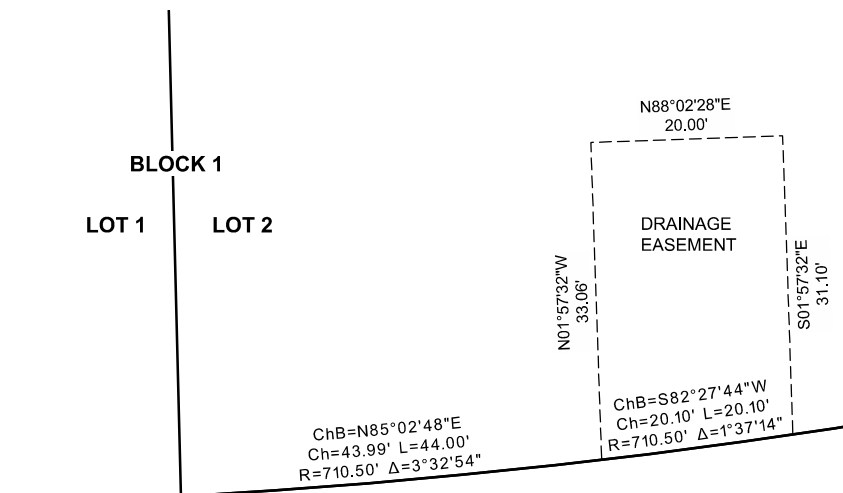 N88°02'28"E
20.00'
BLOCK 1
LOT 1
LOT 2
DRAINAGE
EASEMENT
N01°57'32"W
33.06'
S01°57'32"E
31.10'
ChB=N85°02'48"E
Ch=43.99' L=44.00'
R=710.50' Δ=3°32'54"
ChB=S82°27'44"W
Ch=20.10' L=20.10'
R=710.50' Δ=1°37'14"